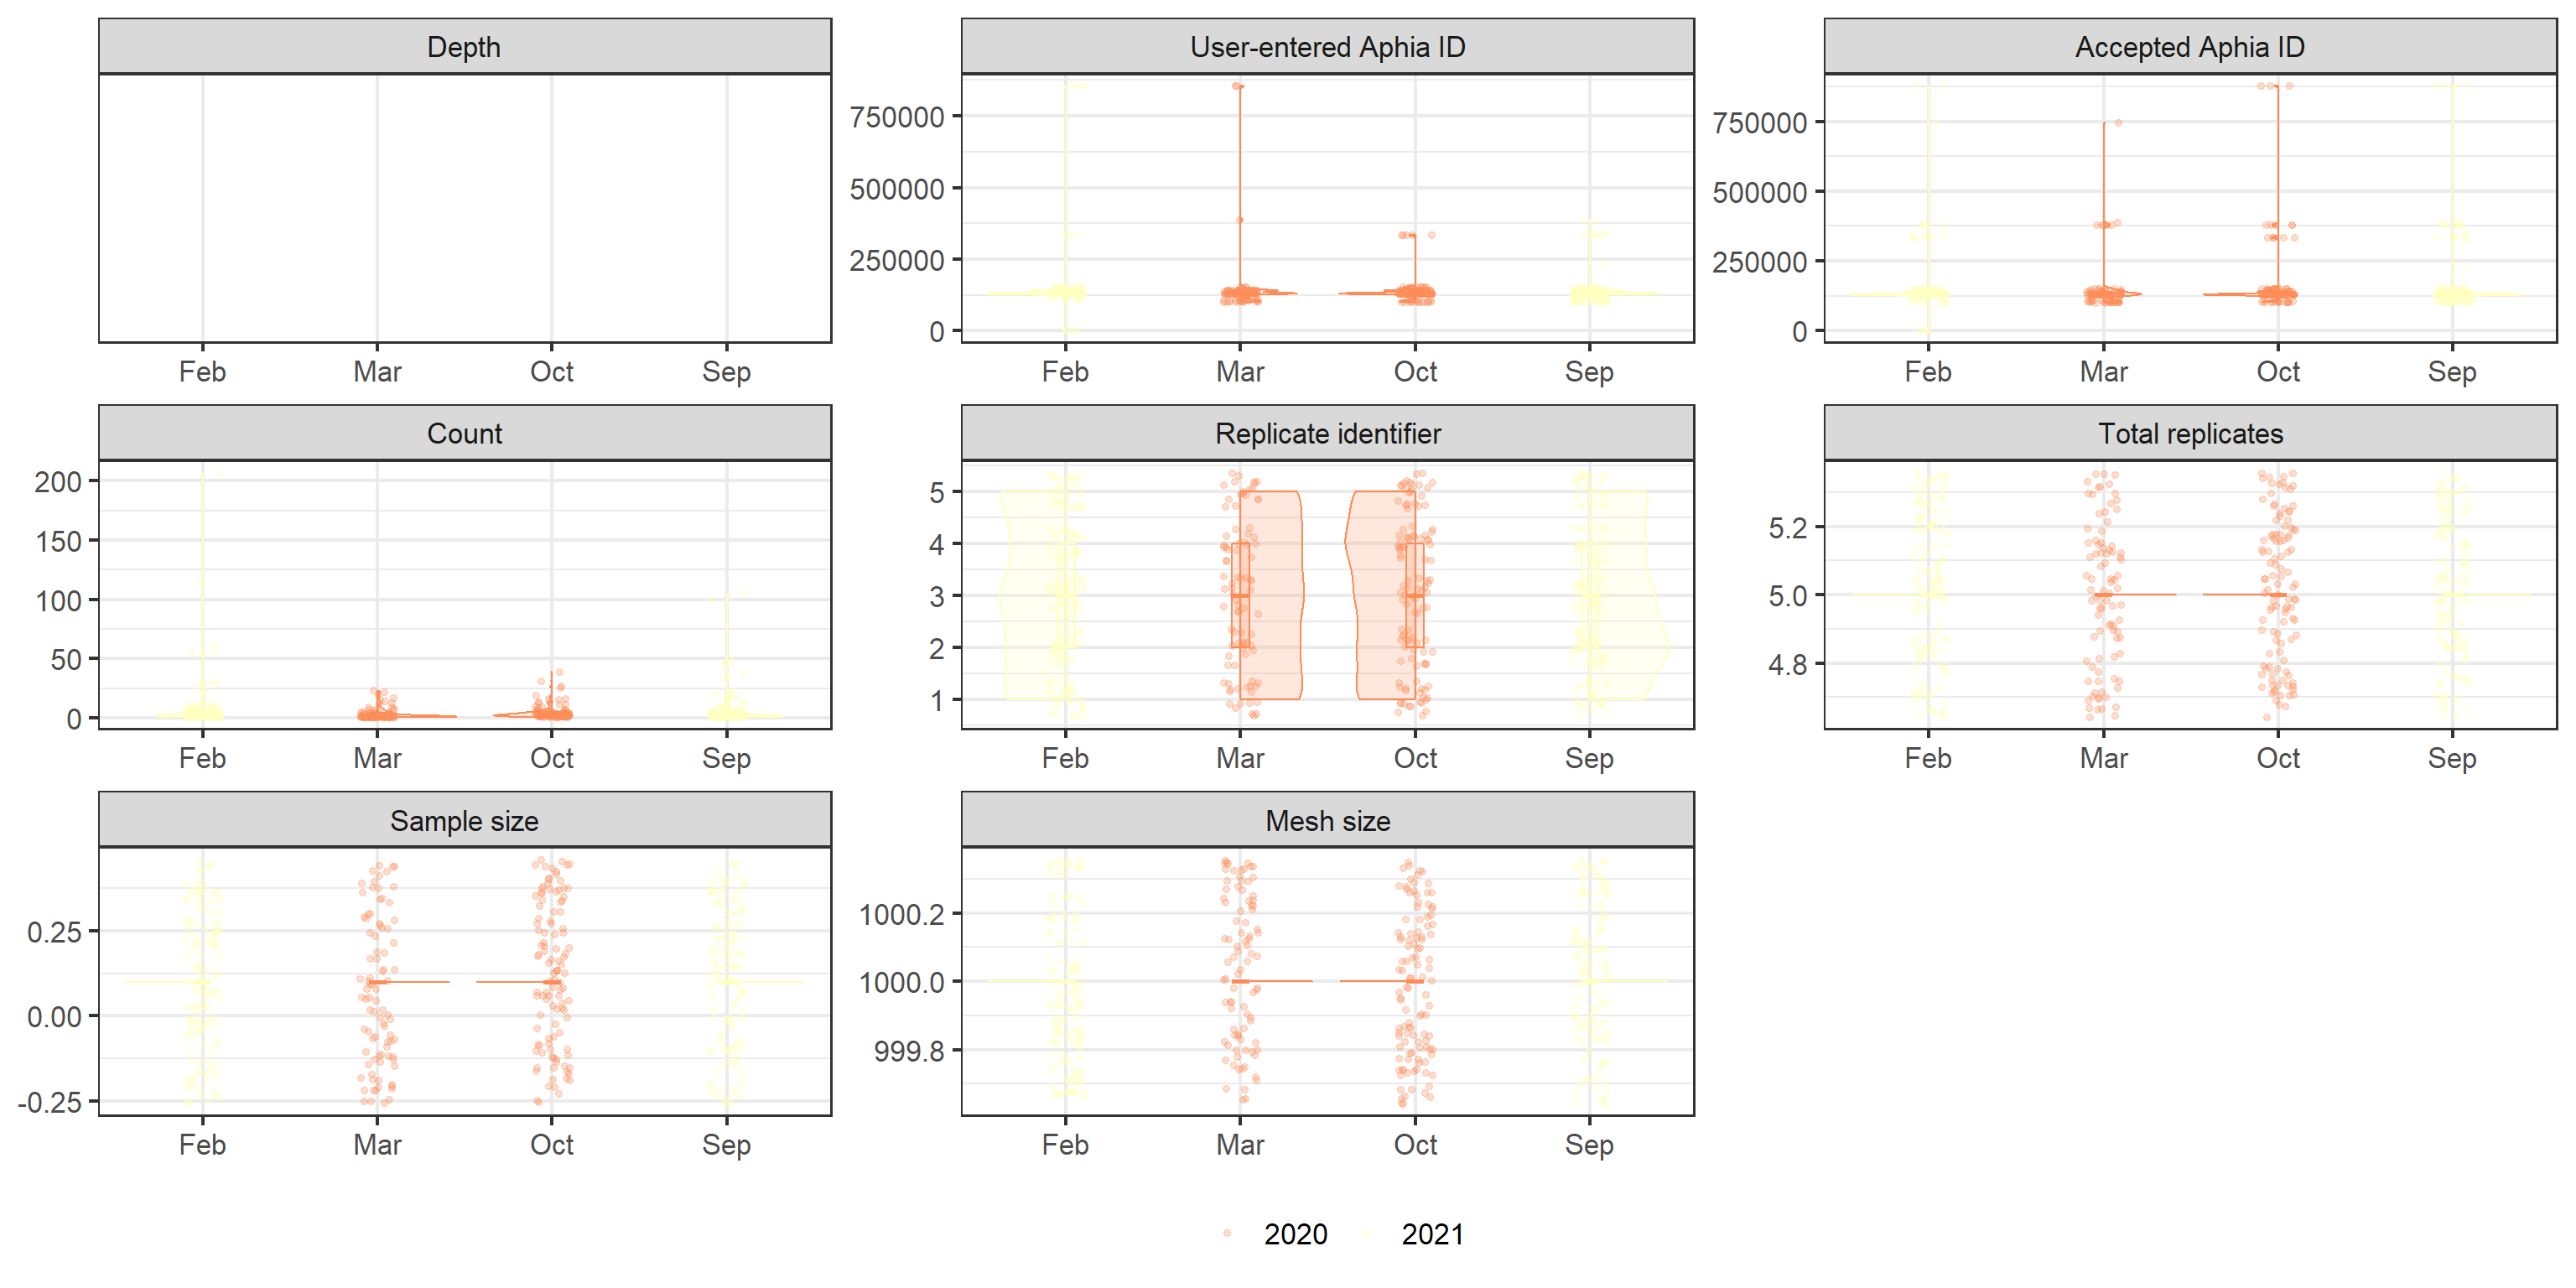 Depth
User-entered Aphia ID
Accepted Aphia ID
750000
500000
250000
0
750000
500000
250000
0
Feb Mar Oct Sep
Feb Mar Oct Sep
Feb Mar Oct Sep
Count
Replicate identifier
Total replicates
200
150
100
50
0
5
4
3
2
1
5.2
5.0
4.8
Feb Mar Oct Sep
Feb Mar Oct Sep
Feb Mar Oct Sep
Sample size
Mesh size
0.25
0.00
-0.25
1000.2
1000.0
999.8
Feb Mar Oct Sep
Feb Mar Oct Sep
2020 2021